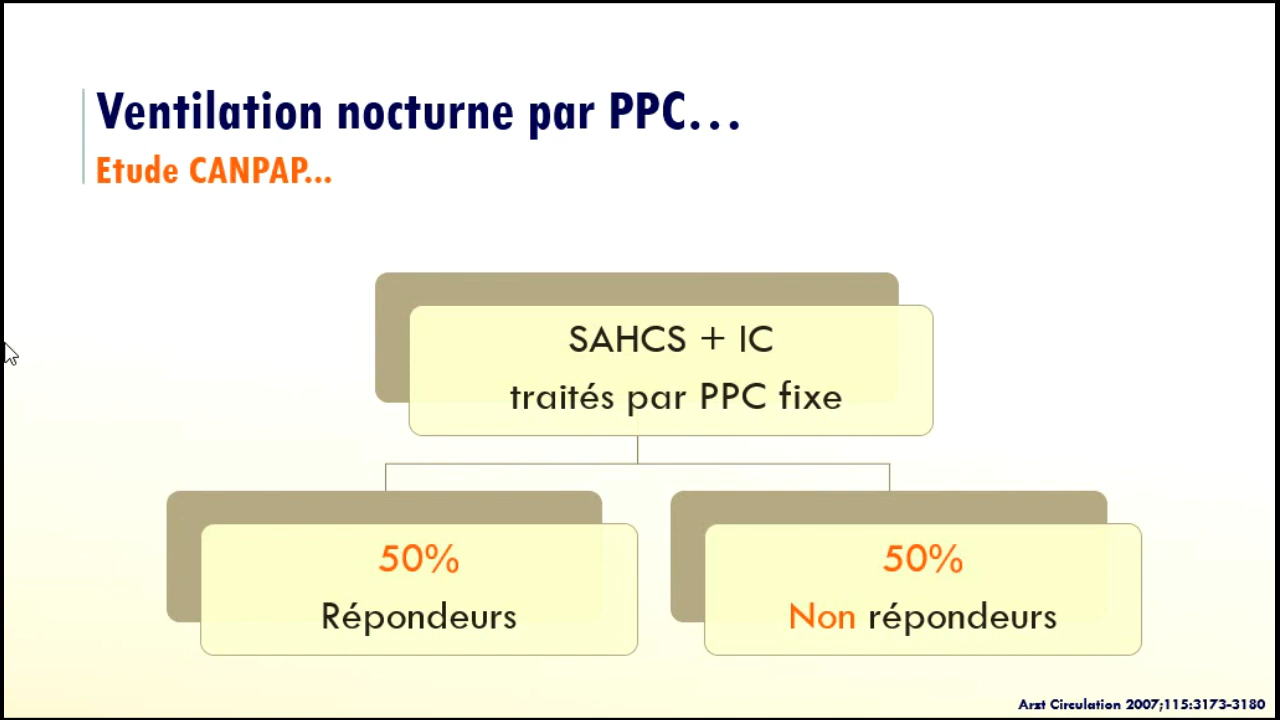 Ventilation nocturne par PPC...
Etude CANPAP...
SAHCS + IC
traités par PPC fixe
50%
Répondeurs
50%
Non répondeurs
Arzt Circulation 2007;115:3173-3180